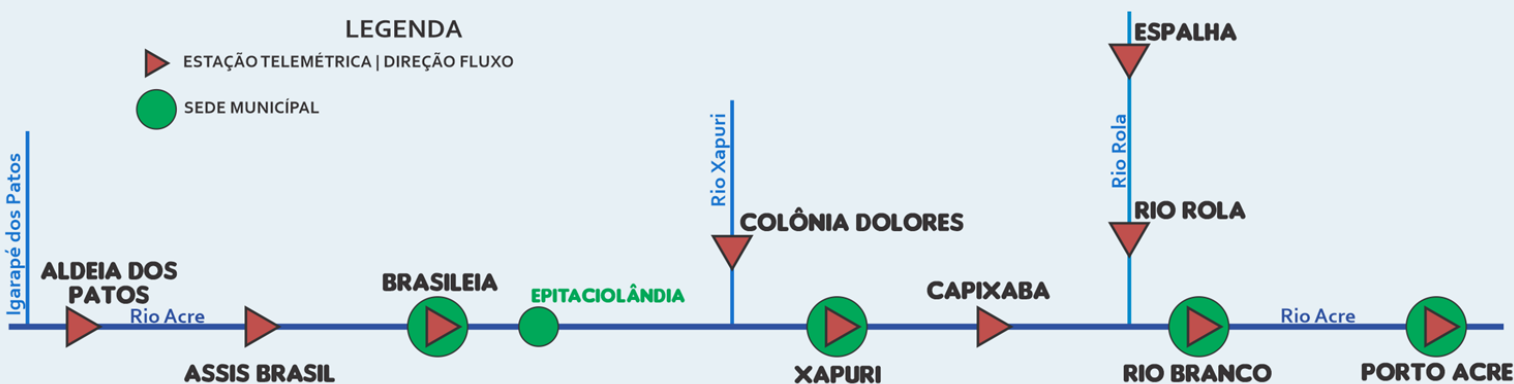 LEGENDA
ESTAÇÃO TELEMÉTRICA | DIREÇÃO FLUXO
SEDE MUNICÍPAL
Igarapé dos Patos
ALDEIA DOS
PATOS
Rio Acre
ASSIS BRASIL
BRASILEIA
EPITACIOLÂNDIA
Rio Xapuri
COLÔNIA DOLORES
XAPURI
CAPIXABA
ESPALHA
Rio Rola
RIO ROLA
RIO BRANCO
Rio Acre
PORTO ACRE